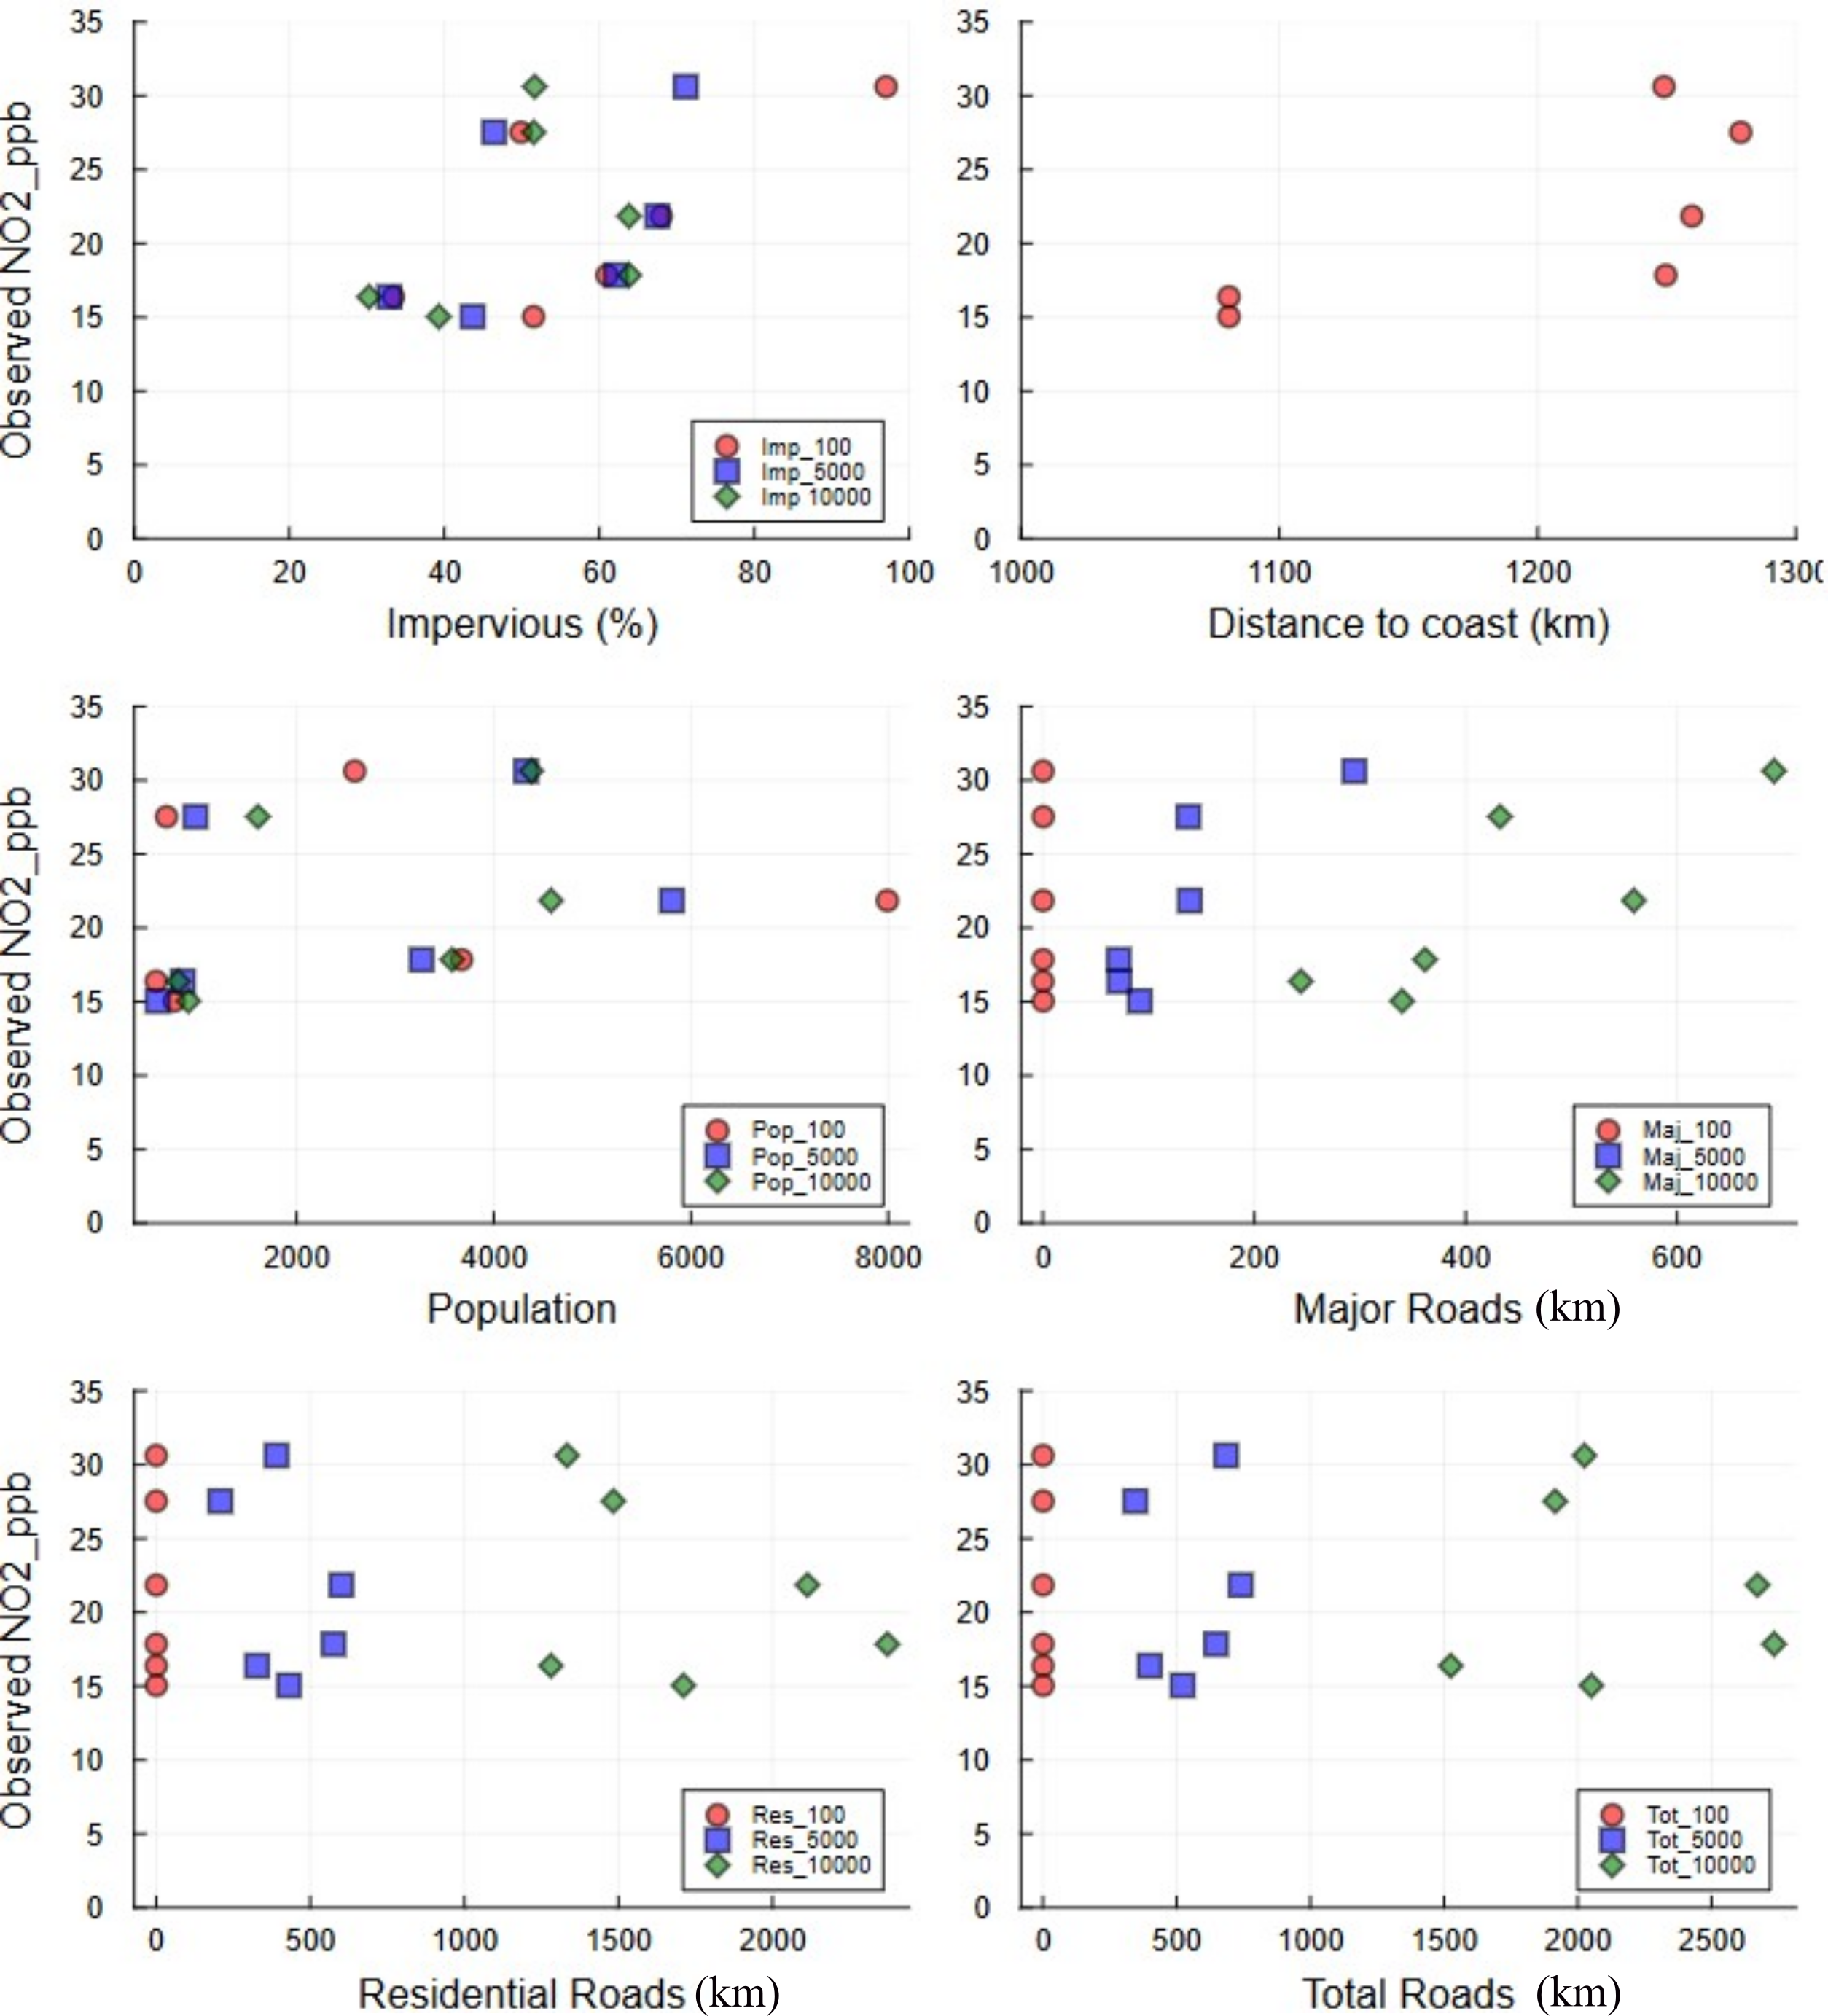 35 35
30 30
25 25
20 20
15 15
10 10
5 5
0 0
Observed NO2_ppb
Imp_100
Imp_5000
Imp 10000
0 20 40 60 80 100 1000 1100 1200 130
Impervious (%) Distance to coast (km)
35 35
30 30
25 25
20 20
15 15
10 10
5 5
0 0
Observed NO2_ppb
Pop_100 Maj_100
Pop_5000 Maj_5000
Pop_10000 Maj_10000
2000 4000 6000 8000 0 200 400 600
Population Major Roads (km)
35 35
30 30
25 25
20 20
15 15
10 10
5 5
0 0
Observed NO2_ppb
Res_100 Tot_100
Res_5000 Tot_5000
Res_10000 Tot_10000
0 500 1000 1500 2000 0 500 1000 1500 2000 2500
Residential Roads (km) Total Roads (km)